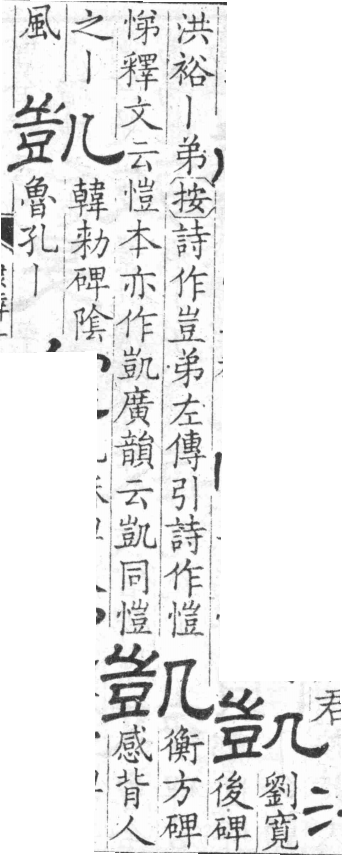 君
凱
劉寬
後碑
洪裕丨弟按詩作豈弟左傳引詩作愷
悌釋文云愷本亦作凱廣韻云凱同愷
凱
衡方碑
感背人
之丨
風
凱
韓勑碑陰
魯孔丨